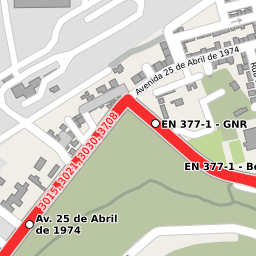 Avenida 25 de Abril de 1974
3015,3021,3030,3708
EN 377-1 - GNR
EN 377-1 - Be
Av. 25 de Abril
de 1974